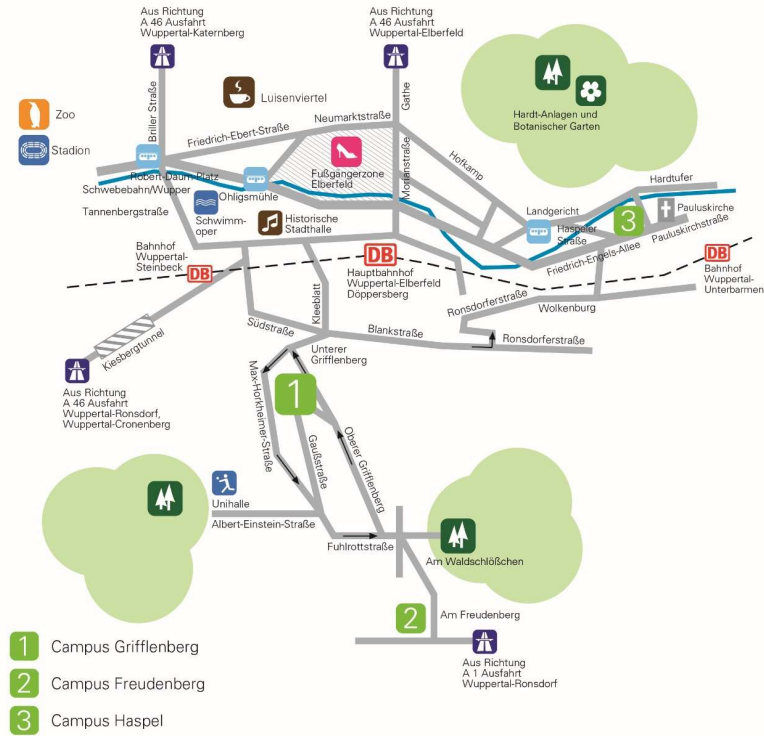 Aus Richtung
A 46 Ausfahrt
Wuppertal-Katernberg
Aus Richtung
A 46 Ausfahrt
Wuppertal-Elberfeld
Zoo
Stadion
Briller Straße
Luisenviertel
Gathe
Neumarktstraße
Friedrich-Ebert-Straße
Hardt-Anlagen und
Botanischer Garten
Robert-Daum-Platz
Schwebebahn/Wupper
Ohligsmühle
Fußgängerzone
Elberfeld
Morianstraße
Hofkamp
Hardtufer
Tannenbergstraße
Schwimm-
oper
Historische
Stadthalle
Landgericht
Haspeler
Straße
3
Pauluskirche
Pauluskirchstraße
Friedrich-Engels-Allee
Bahnhof
Wuppertal-
Steinbeck
DB
DB
Hauptbahnhof
Wuppertal-Elberfeld
Döppersberg
DB
Bahnhof
Wuppertal-
Unterbarmen
Kleeblatt
Ronsdorferstraße
Wolkenburg
Südstraße
Blankstraße
Ronsdorferstraße
Kiesbergtunnel
Unterer
Grifflenberg
Aus Richtung
A 46 Ausfahrt
Wuppertal-Ronsdorf,
Wuppertal-Cronenberg
1
Max-Horkheimer-Straße
Gaußstraße
Oberer Grifflenberg
Unihalle
Albert-Einstein-Straße
Fuhlrottstraße
Am Waldschlößchen
2
Am Freudenberg
Aus Richtung
A 1 Ausfahrt
Wuppertal-Ronsdorf
1 Campus Grifflenberg
2 Campus Freudenberg
3 Campus Haspel